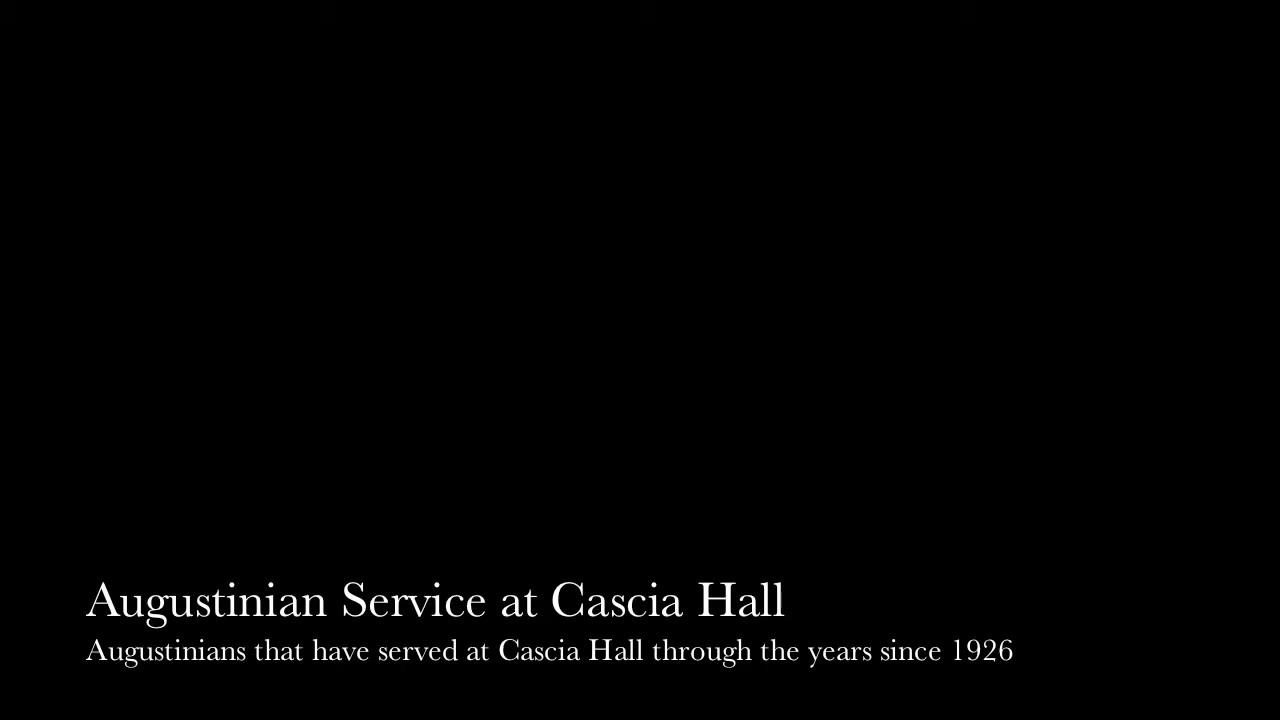 Augustinian Service at Cascia Hall
Augustinians that have served at Cascia Hall through the years since 1926